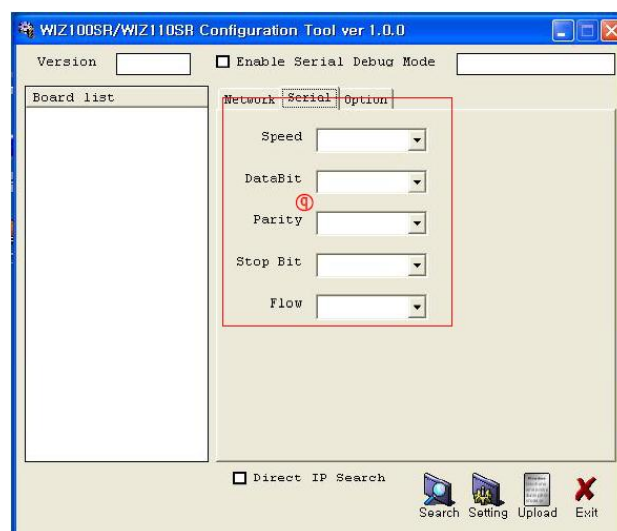 WIZ100SR/WIZ110SR Configuration Tool ver 1.0.0
Version
Enable Serial Debug Mode
Board list
Network Serial Option
Speed
DataBit
ⓠ
Parity
Stop Bit
Flow
Direct IP Search
Search Setting Upload Exit